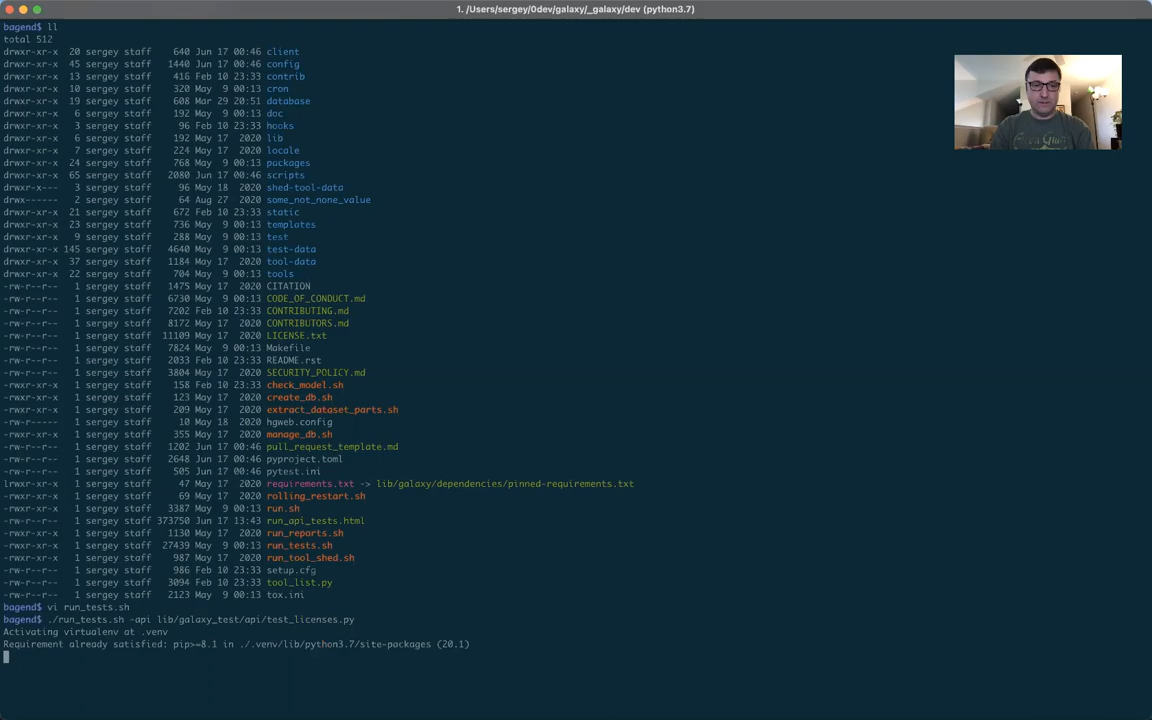 1. /Users/sergey/0dev/galaxy/_galaxy/dev (python3.7)
bagend$ ll
total 512
drwxr-xr-x 20 sergey staff 640 Jun 17 00:46 client
drwxr-xr-x 45 sergey staff 1440 Jun 17 00:46 config
drwxr-xr-x 13 sergey staff 416 Feb 10 23:33 contrib
drwxr-xr-x 10 sergey staff 320 May 9 00:13 cron
drwxr-xr-x 19 sergey staff 608 Mar 29 20:51 database
drwxr-xr-x 6 sergey staff 192 May 9 00:13 doc
drwxr-xr-x 3 sergey staff 96 Feb 10 23:33 hooks
drwxr-xr-x 6 sergey staff 192 May 17 2020 lib
drwxr-xr-x 7 sergey staff 224 May 17 2020 locale
drwxr-xr-x 24 sergey staff 768 May 9 00:13 packages
drwxr-xr-x 65 sergey staff 2080 Jun 17 00:46 scripts
drwxr-x--- 3 sergey staff 96 May 18 2020 shed-tool-data
drwx------ 2 sergey staff 64 Aug 27 2020 some_not_none_value
drwxr-xr-x 21 sergey staff 672 Feb 10 23:33 static
drwxr-xr-x 23 sergey staff 736 May 9 00:13 templates
drwxr-xr-x 9 sergey staff 288 May 9 00:13 test
drwxr-xr-x 145 sergey staff 4640 May 9 00:13 test-data
drwxr-xr-x 37 sergey staff 1184 May 17 2020 tool-data
drwxr-xr-x 22 sergey staff 704 May 9 00:13 tools
-rw-r--r-- 1 sergey staff 1475 May 17 2020 CITATION
-rw-r--r-- 1 sergey staff 6730 May 9 00:13 CODE_OF_CONDUCT.md
-rw-r--r-- 1 sergey staff 7202 Feb 10 23:33 CONTRIBUTING.md
-rw-r--r-- 1 sergey staff 8172 May 17 2020 CONTRIBUTORS.md
-rw-r--r-- 1 sergey staff 11109 May 17 2020 LICENSE.txt
-rw-r--r-- 1 sergey staff 7824 May 9 00:13 Makefile
-rw-r--r-- 1 sergey staff 2033 Feb 10 23:33 README.rst
-rw-r--r-- 1 sergey staff 3804 May 17 2020 SECURITY_POLICY.md
-rwxr-xr-x 1 sergey staff 158 Feb 10 23:33 check_model.sh
-rwxr-xr-x 1 sergey staff 123 May 17 2020 create_db.sh
-rwxr-xr-x 1 sergey staff 209 May 17 2020 extract_dataset_parts.sh
-rw-r----- 1 sergey staff 10 May 18 2020 hgweb.config
-rwxr-xr-x 1 sergey staff 355 May 17 2020 manage_db.sh
-rw-r--r-- 1 sergey staff 1202 Jun 17 00:46 pull_request_template.md
-rw-r--r-- 1 sergey staff 2648 Jun 17 00:46 pyproject.toml
-rw-r--r-- 1 sergey staff 505 Jun 17 00:46 pytest.ini
lrwxr-xr-x 1 sergey staff 47 May 17 2020 requirements.txt -> lib/galaxy/dependencies/pinned-requirements.txt
-rwxr-xr-x 1 sergey staff 69 May 17 2020 rolling_restart.sh
-rwxr-xr-x 1 sergey staff 3387 May 9 00:13 run.sh
-rw-r--r-- 1 sergey staff 373750 Jun 17 13:43 run_api_tests.html
-rwxr-xr-x 1 sergey staff 1130 May 17 2020 run_reports.sh
-rwxr-xr-x 1 sergey staff 27439 May 9 00:13 run_tests.sh
-rwxr-xr-x 1 sergey staff 987 May 17 2020 run_tool_shed.sh
-rw-r--r-- 1 sergey staff 986 Feb 10 23:33 setup.cfg
-rw-r--r-- 1 sergey staff 3094 Feb 10 23:33 tool_list.py
-rw-r--r-- 1 sergey staff 2123 May 9 00:13 tox.ini
bagend$ vi run_tests.sh
bagend$ ./run_tests.sh -api lib/galaxy_test/api/test_licenses.py
Activating virtualenv at .venv
Requirement already satisfied: pip>=8.1 in ./.venv/lib/python3.7/site-packages (20.1)